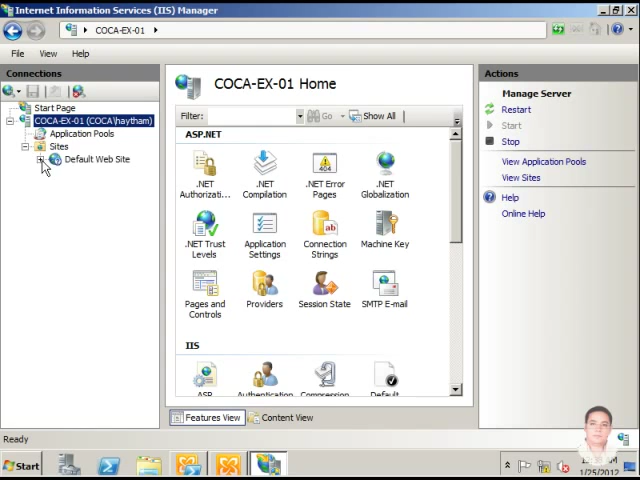 Internet Information Services (IIS) Manager
COCA-EX-01
File View Help
Connections
Start Page
COCA-EX-01 (COCA\haytham)
Application Pools
Sites
Default Web Site
COCA-EX-01 Home
Filter: Go Show All
ASP.NET
.NET Authorizati...
.NET Compilation
.NET Error Pages
.NET Globalization
.NET Trust Levels
Application Settings
Connection Strings
Machine Key
Pages and Controls
Providers
Session State
SMTP E-mail
IIS
ASP
Authentication
Compression
Default
Features View
Content View
Actions
Manage Server
Restart
Start
Stop
View Application Pools
View Sites
Help
Online Help
Ready
Start
1/25/2012